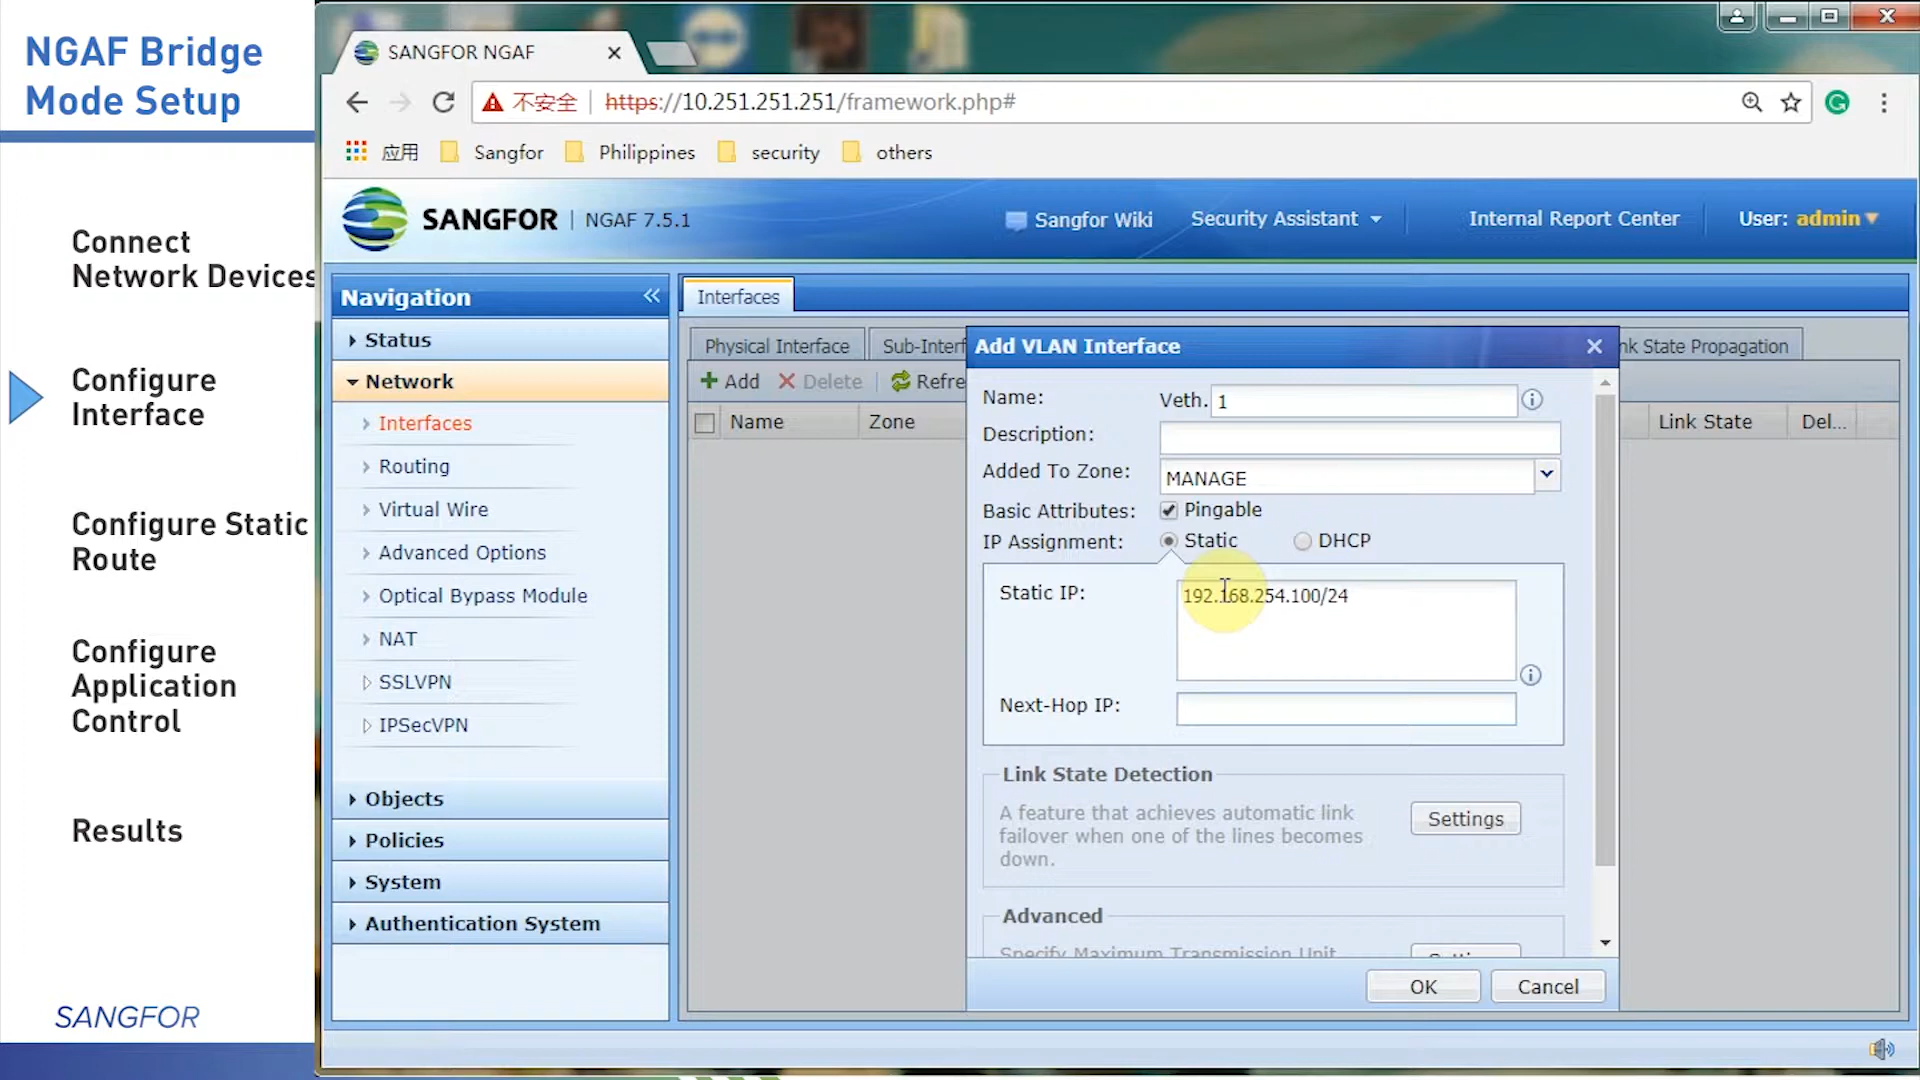 NGAF Bridge
Mode Setup
Connect
Network Devices
Configure
Interface
Configure Static
Route
Configure
Application
Control
Results
SANGFOR
SANGFOR NGAF
不安全 https://10.251.251.251/framework.php#
应用 Sangfor Philippines security others
SANGFOR | NGAF 7.5.1
Sangfor Wiki Security Assistant Internal Report Center User: admin
Navigation
Status
Network
Interfaces
Routing
Virtual Wire
Advanced Options
Optical Bypass Module
NAT
SSLVPN
IPSecVPN
Objects
Policies
System
Authentication System
Interfaces
Physical Interface Sub-Interf nk State Propagation
Add Delete Refre
Name Zone Link State Del...
Add VLAN Interface
Name: Veth. 1
Description:
Added To Zone: MANAGE
Basic Attributes: Pingable
IP Assignment: Static DHCP
Static IP: 192.168.254.100/24
Next-Hop IP:
Link State Detection
A feature that achieves automatic link
failover when one of the lines becomes
down.
Settings
Advanced
Specify Maximum Transmission Unit
OK Cancel